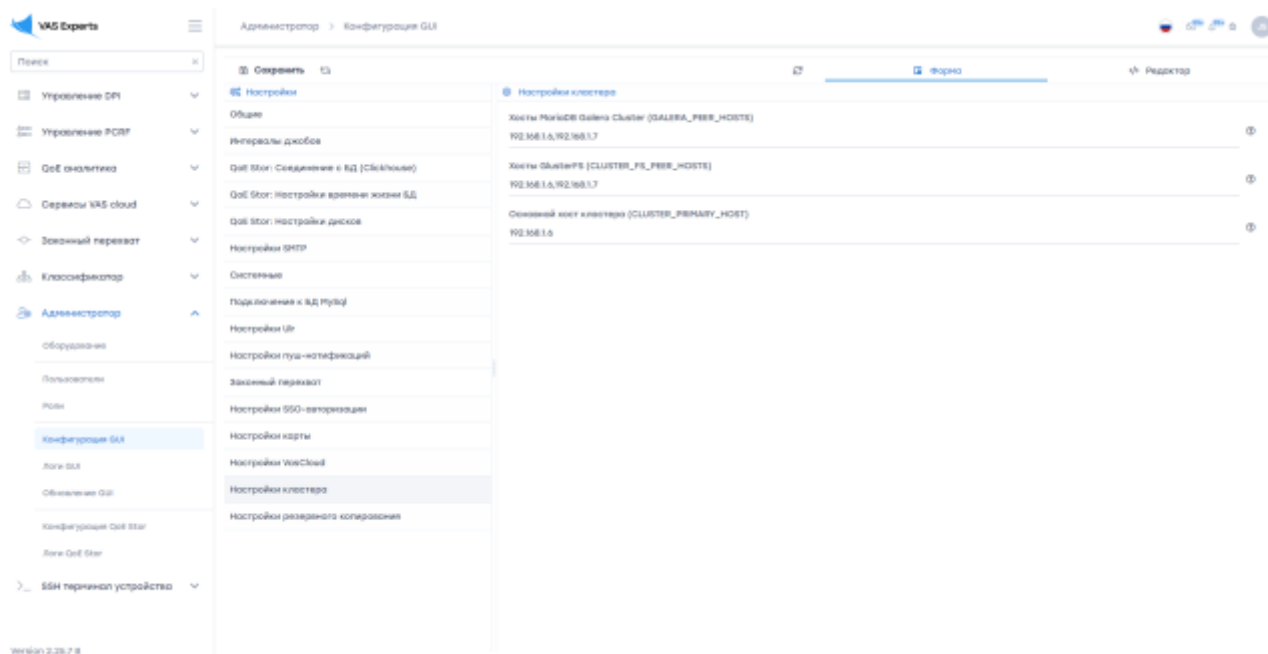 VAS Experts
Администратор > Конфигурация GUI
Поиск
Сохранить
Форма
Редактор
Управление DPI
Управление PCRF
QoE аналитика
Сервисы VAS cloud
Законный перехват
Классификатор
Администратор
Оборудование
Пользователи
Роли
Конфигурация GUI
Логи GUI
Обновление GUI
Конфигурация QoE Stor
Логи QoE Stor
SSH терминал устройства
Настройки
Общие
Интервалы джобов
QoE Stor: Соединение с БД (Clickhouse)
QoE Stor: Настройки времени жизни БД
QoE Stor: Настройки дисков
Настройки SMTP
Системные
Подключения к БД MySql
Настройки Ulr
Настройки пуш-нотификаций
Законный перехват
Настройки SSO-авторизации
Настройки карты
Настройки VasCloud
Настройки кластера
Настройки резервного копирования
Настройки кластера
Хосты MariaDB Galera Cluster (GALERA_PEER_HOSTS)
192.168.1.6,192.168.1.7
Хосты GlusterFS (CLUSTER_FS_PEER_HOSTS)
192.168.1.6,192.168.1.7
Основной хост кластера (CLUSTER_PRIMARY_HOST)
192.168.1.6
Version